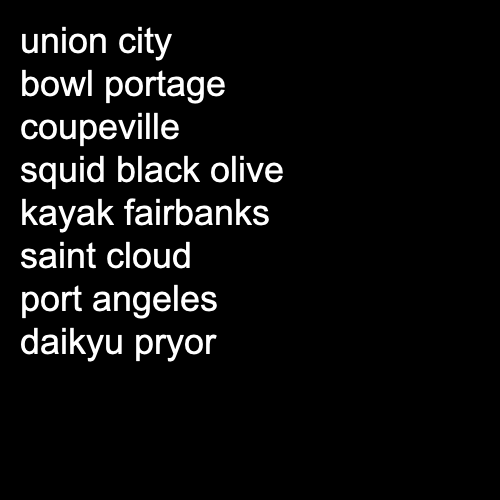 union city
bowl portage
coupeville
squid black olive
kayak fairbanks
saint cloud
port angeles
daikyu pryor